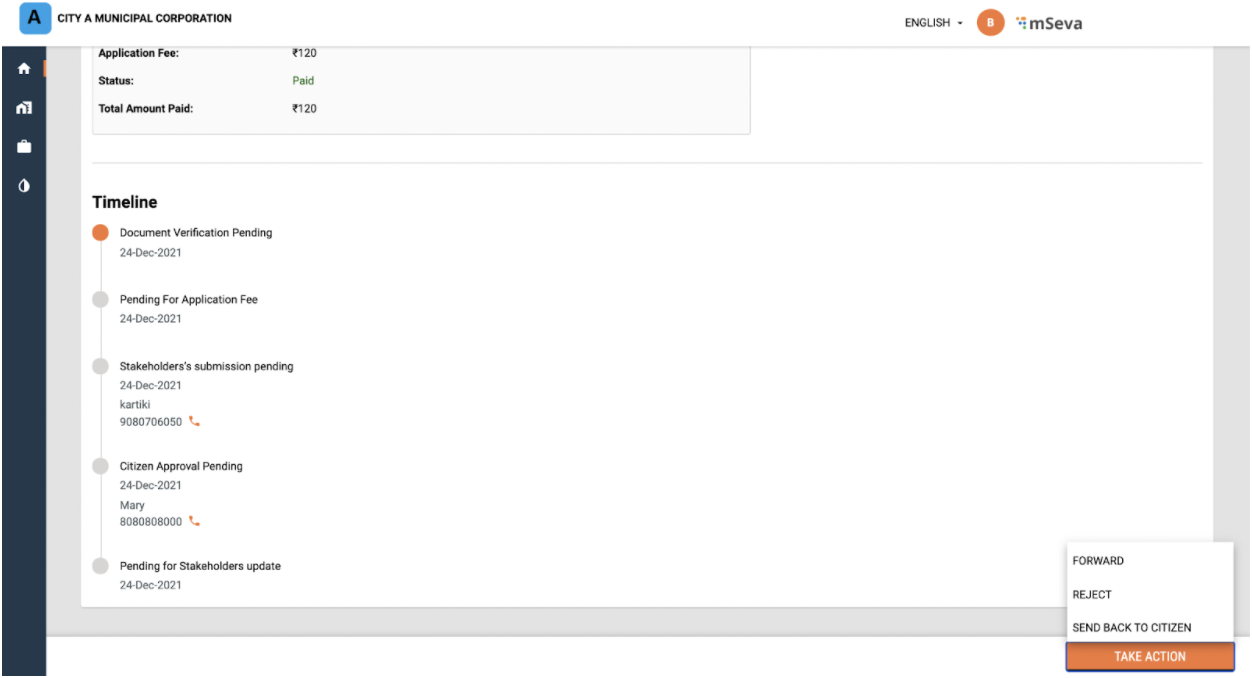 A
CITY A MUNICIPAL CORPORATION
ENGLISH
B
mSeva
Application Fee: ₹120
Status: Paid
Total Amount Paid: ₹120
Timeline
Document Verification Pending
24-Dec-2021
Pending For Application Fee
24-Dec-2021
Stakeholders's submission pending
24-Dec-2021
kartiki
9080706050
Citizen Approval Pending
24-Dec-2021
Mary
8080808000
Pending for Stakeholders update
24-Dec-2021
FORWARD
REJECT
SEND BACK TO CITIZEN
TAKE ACTION